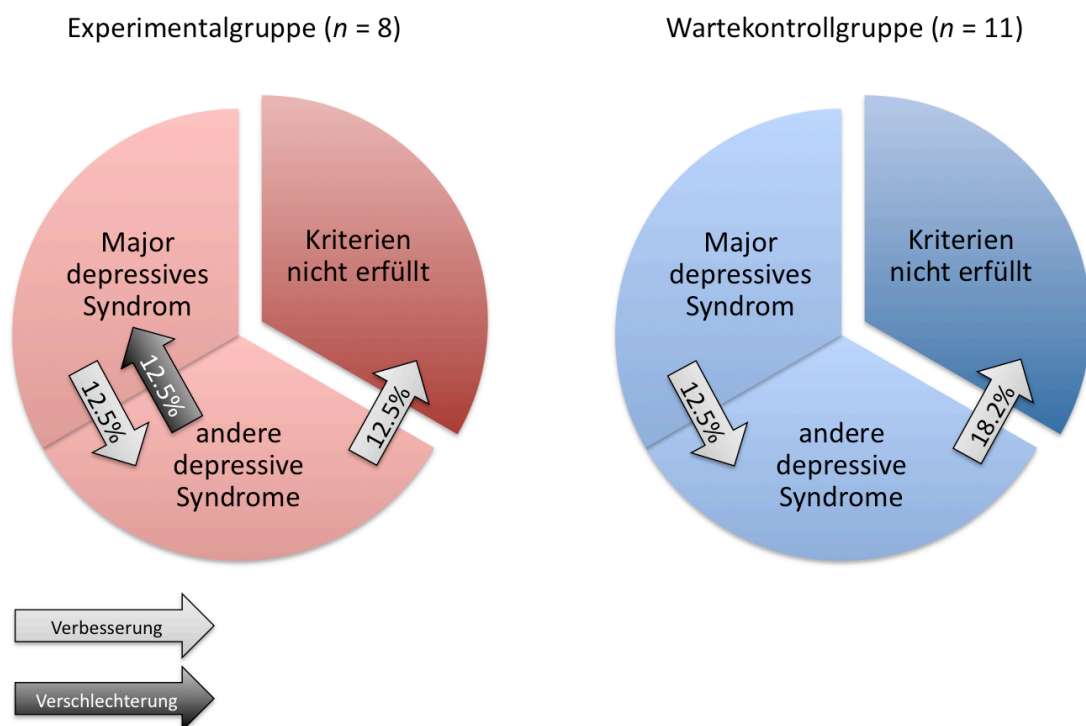 Experimentalgruppe (n = 8)
Wartekontrollgruppe (n = 11)
Major
depressives
Syndrom
Kriterien
nicht erfüllt
12.5%
12.5%
12.5%
andere
depressive
Syndrome
Major
depressives
Syndrom
Kriterien
nicht erfüllt
12.5%
18.2%
andere
depressive
Syndrome
Verbesserung
Verschlechterung